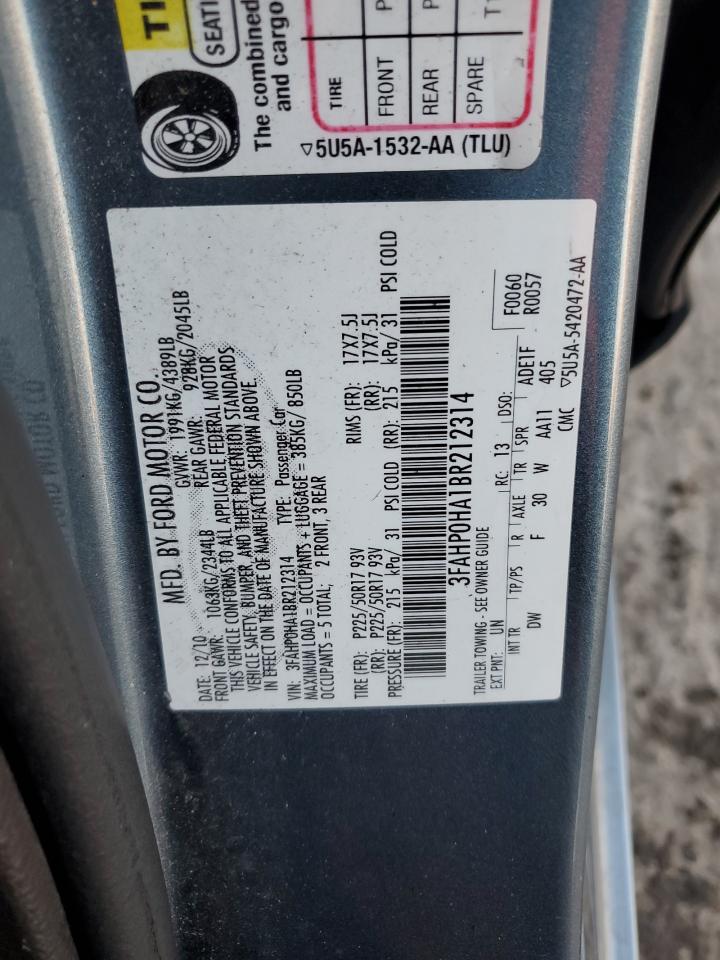 TI
SEATI
The combined
and cargo
TIRE
FRONT P
REAR P
SPARE T1
▽5U5A-1532-AA (TLU)
MFD. BY FORD MOTOR CO.
DATE: 12/10 GVWR: 1991KG/4389LB
FRONT GAWR: 1063KG/2344LB REAR GAWR: 928KG/2045LB
THIS VEHICLE CONFORMS TO ALL APPLICABLE FEDERAL MOTOR
VEHICLE SAFETY, BUMPER, AND THEFT PREVENTION STANDARDS
IN EFFECT ON THE DATE OF MANUFACTURE SHOWN ABOVE.
VIN: 3FAHP0HA1BR212314 TYPE: Passenger Car
MAXIMUM LOAD = OCCUPANTS + LUGGAGE = 385KG/ 850LB
OCCUPANTS = 5 TOTAL; 2 FRONT, 3 REAR
TIRE (FR): P225/50R17 93V RIMS (FR): 17X7.5J
(RR): P225/50R17 93V (RR): 17X7.5J
PRESSURE (FR): 215 kPa/ 31 PSI COLD (RR): 215 kPa/ 31 PSI COLD
3FAHP0HA1BR212314
TRAILER TOWING - SEE OWNER GUIDE
F0060
R0057
EXT PNT: UN RC: 13 DSO:
INT TR TP/PS R AXLE TR SPR ADE1F
DW F 30 W AA11 405
CMC ▽5U5A-5420472-AA